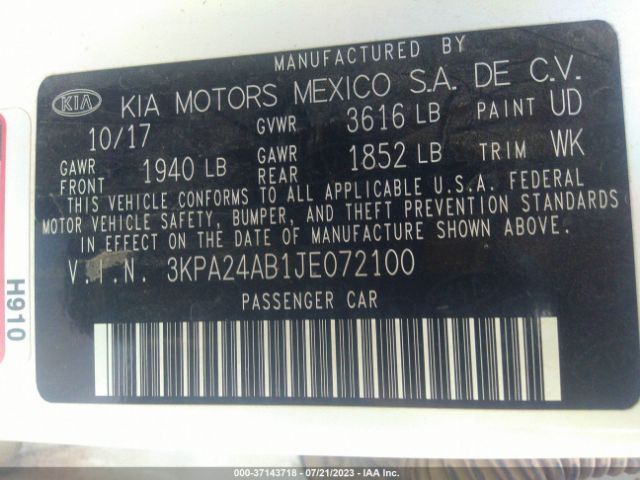 MANUFACTURED BY
KIA KIA MOTORS MEXICO S.A. DE C.V.
10/17 GVWR 3616 LB PAINT UD
GAWR FRONT 1940 LB GAWR REAR 1852 LB TRIM WK
THIS VEHICLE CONFORMS TO ALL APPLICABLE U.S.A. FEDERAL
MOTOR VEHICLE SAFETY, BUMPER, AND THEFT PREVENTION STANDARDS
IN EFFECT ON THE DATE OF MANUFACTURE SHOWN ABOVE.
V.I.N. 3KPA24AB1JE072100
PASSENGER CAR
H910
000-37143718 - 07/21/2023 - IAA Inc.